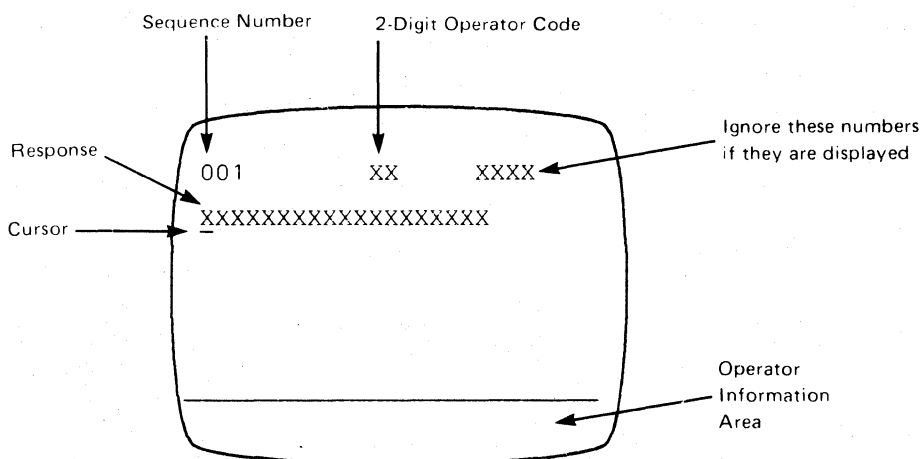 Sequence Number
2-Digit Operator Code
Ignore these numbers
if they are displayed
Response
001 XX XXXX
XXXXXXXXXXXXXXXXXXX
Cursor
Operator
Information
Area